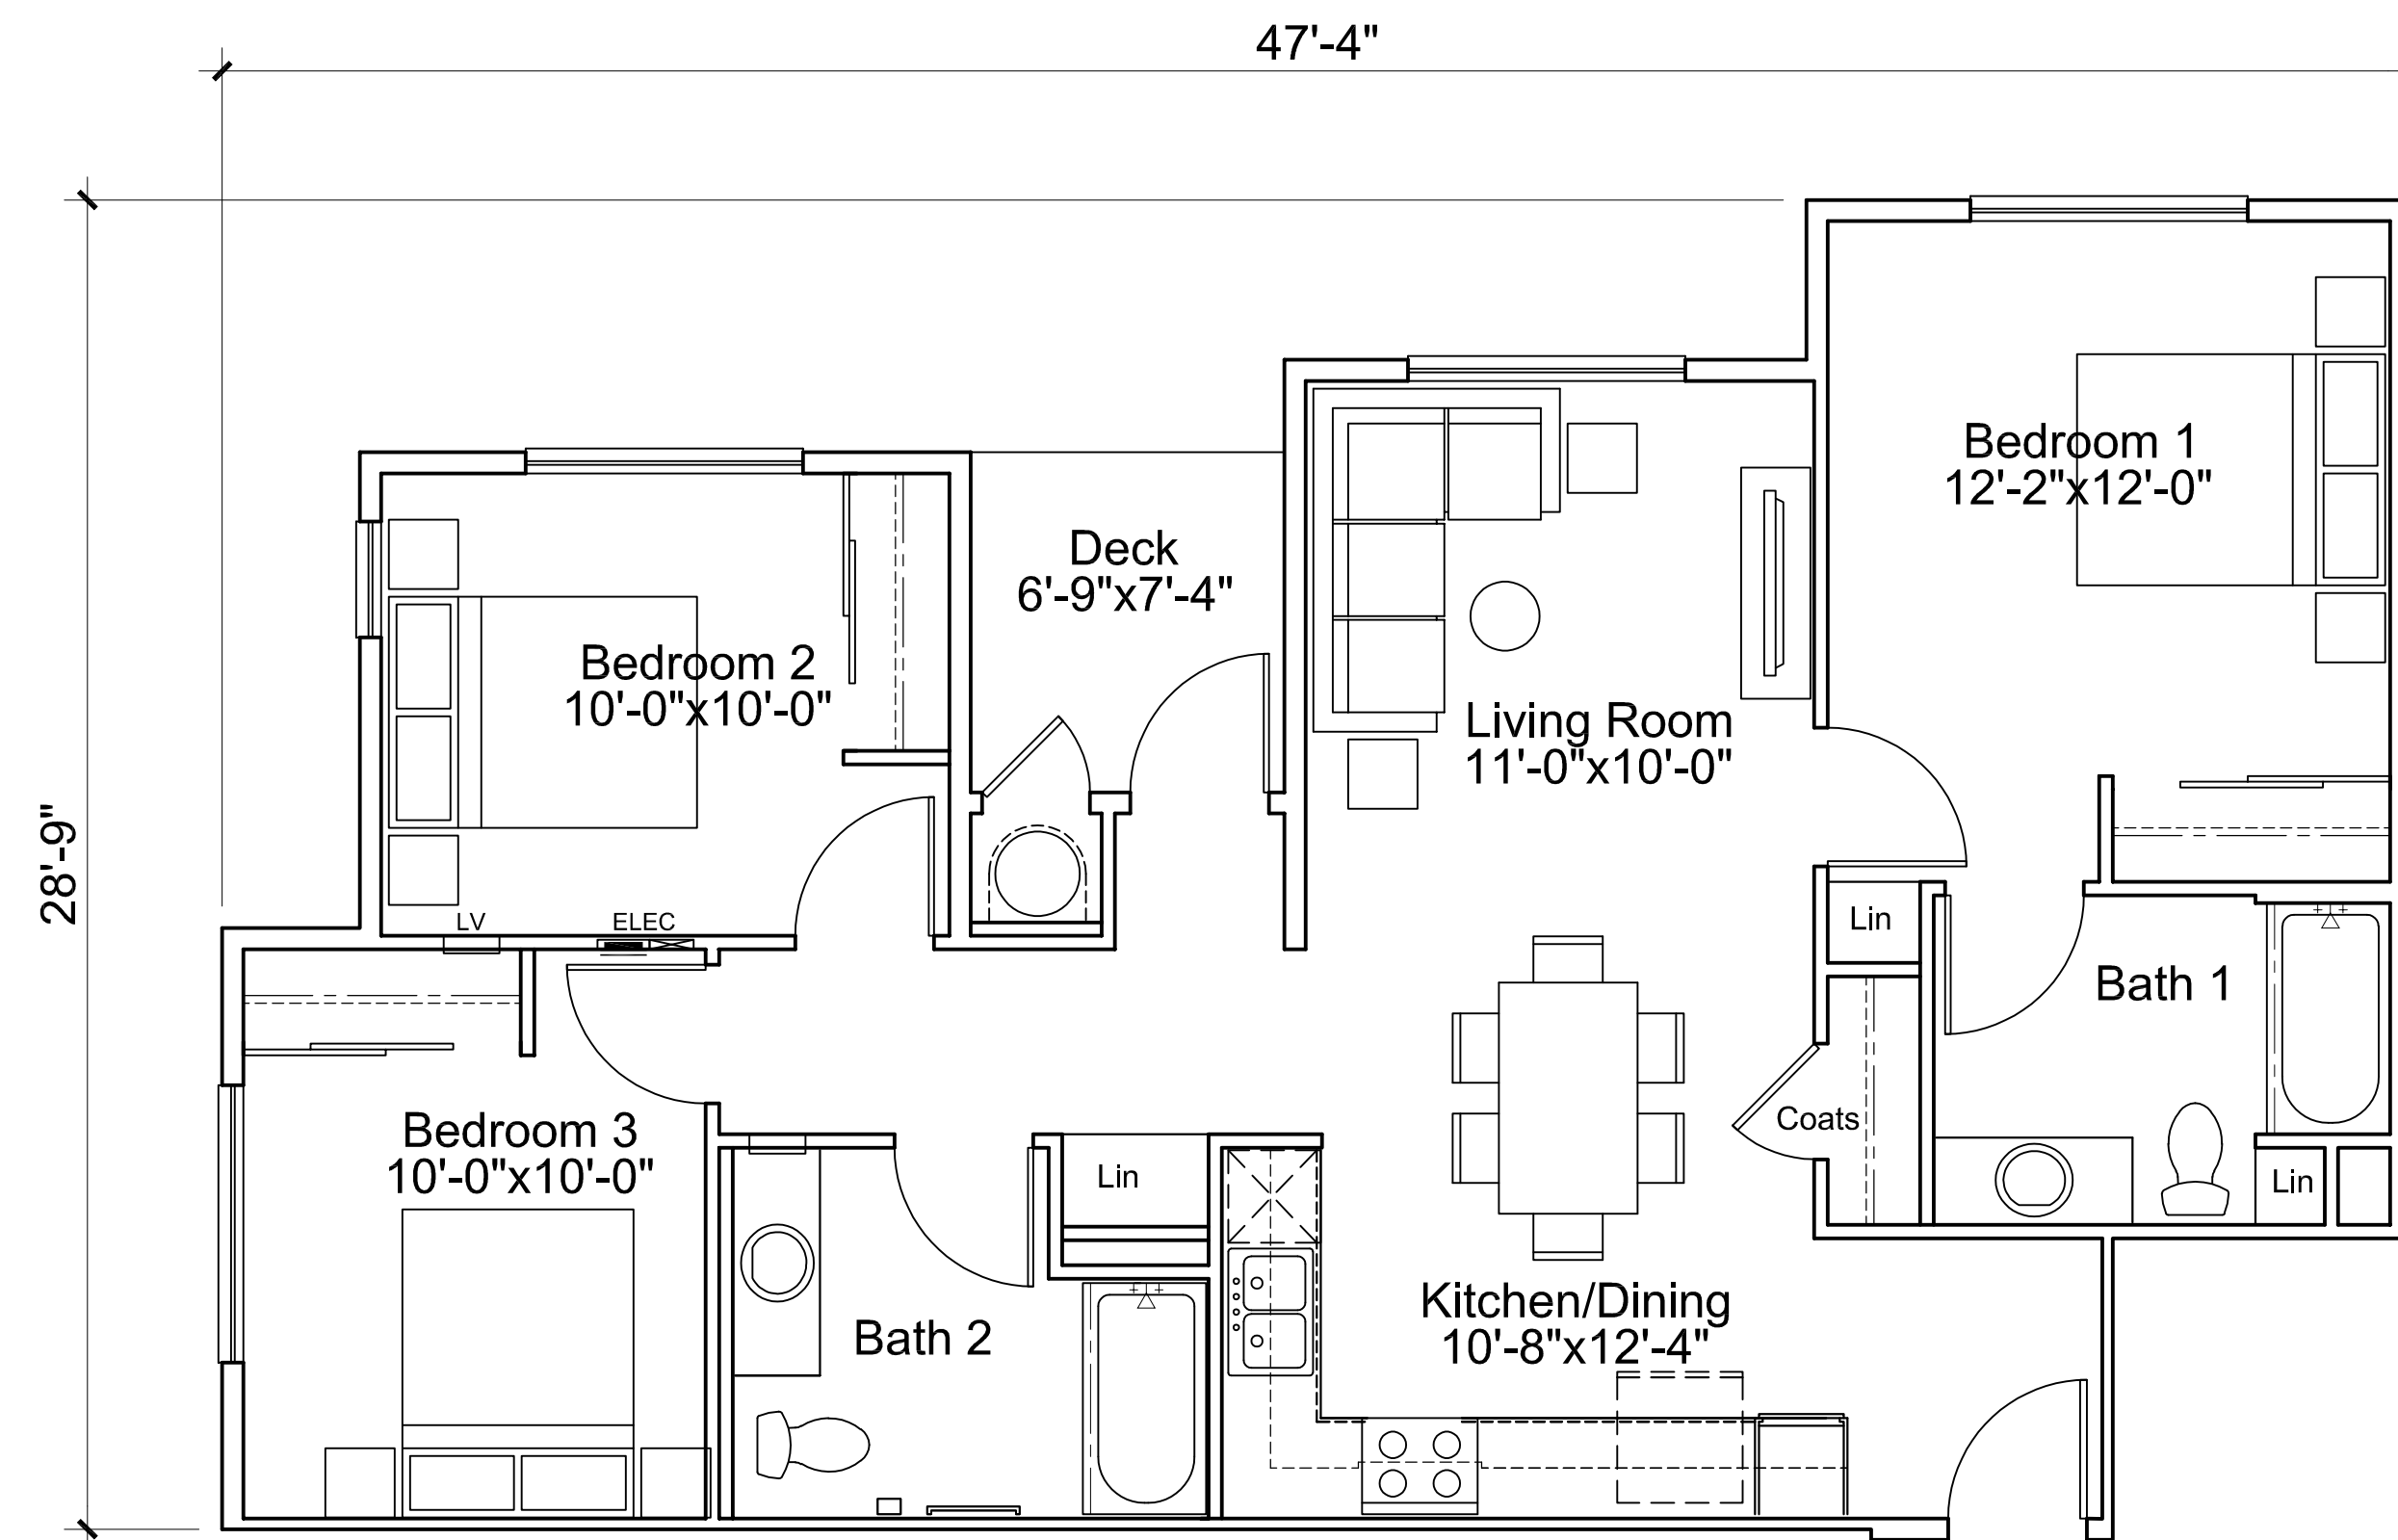 47'-4"
28'-9"
Bedroom 1
12'-2"x12'-0"
Deck
6'-9"x7'-4"
Bedroom 2
10'-0"x10'-0"
Living Room
11'-0"x10'-0"
LV
ELEC
Lin
Bath 1
Coats
Bedroom 3
10'-0"x10'-0"
Lin
Lin
Kitchen/Dining
10'-8"x12'-4"
Bath 2